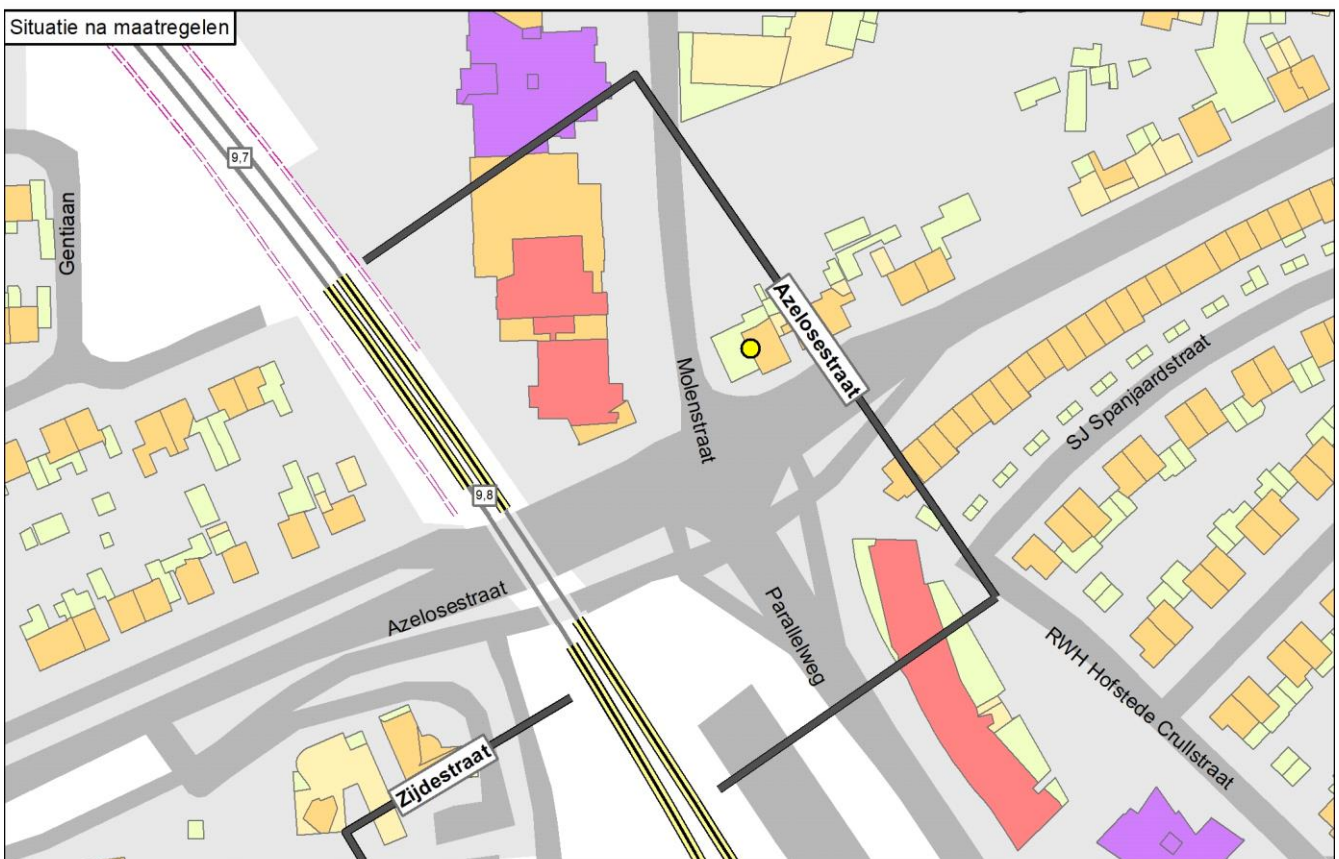 Situatie na maatregelen
9,7
Gentiaan
Azelosestraat
Molenstraat
SJ Spanjaardstraat
9,8
Azelosestraat
Parallelweg
RWH Hofstede Crullstraat
Zijdestraat